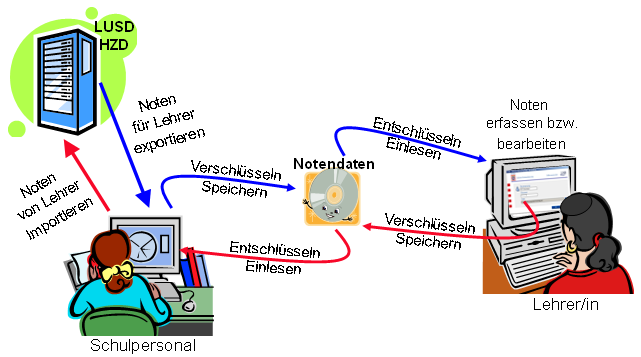 LUSD
HZD
Noten
für Lehrer
exportieren
Noten
von Lehrer
Importieren
Verschlüsseln
Speichern
Notendaten
Entschlüsseln
Einlesen
Noten
erfassen bzw.
bearbeiten
Verschlüsseln
Speichern
Entschlüsseln
Einlesen
Lehrer/in
Schulpersonal